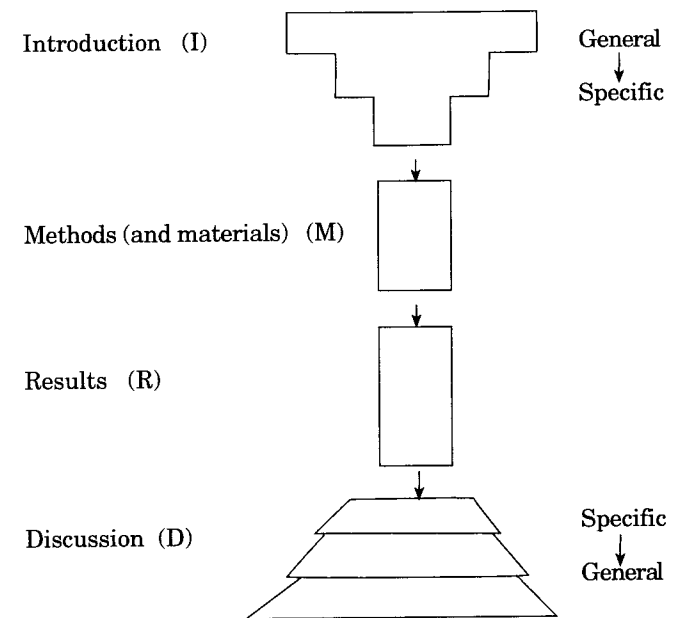 Introduction (I)
General
Specific
Methods (and materials) (M)
Results (R)
Discussion (D)
Specific
General